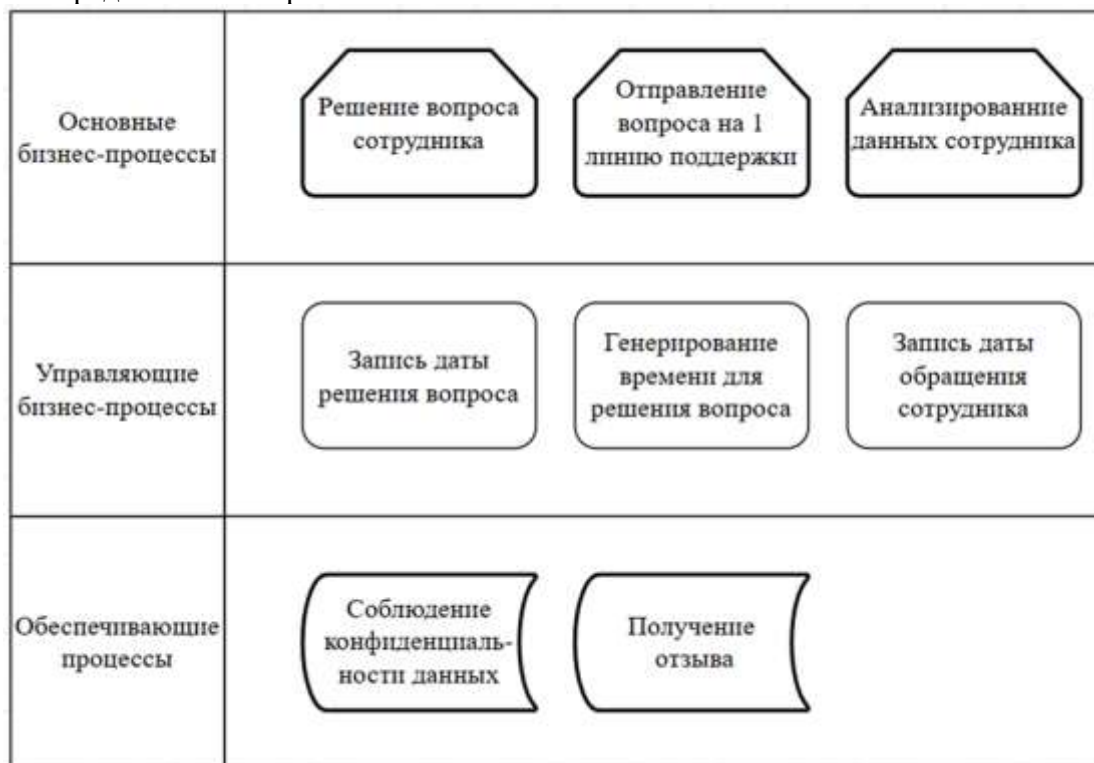 Основные
бизнес-процессы
Решение вопроса
сотрудника
Отправление
вопроса на 1
линию поддержки
Анализированние
данных сотрудника
Управляющие
бизнес-процессы
Запись даты
решения вопроса
Генерирование
времени для
решения вопроса
Запись даты
обращения
сотрудника
Обеспечивающие
процессы
Соблюдение
конфиденциаль-
ности данных
Получение
отзыва